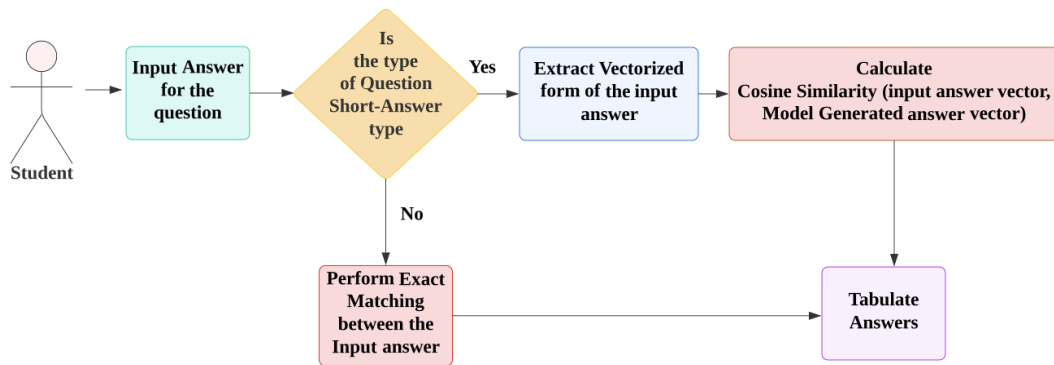 Student
Input Answer
for the
question
Is
the type
of Question
Short-Answer
type
Yes
Extract Vectorized
form of the input
answer
Calculate
Cosine Similarity (input answer vector,
Model Generated answer vector)
No
Perform Exact
Matching
between the
Input answer
Tabulate
Answers